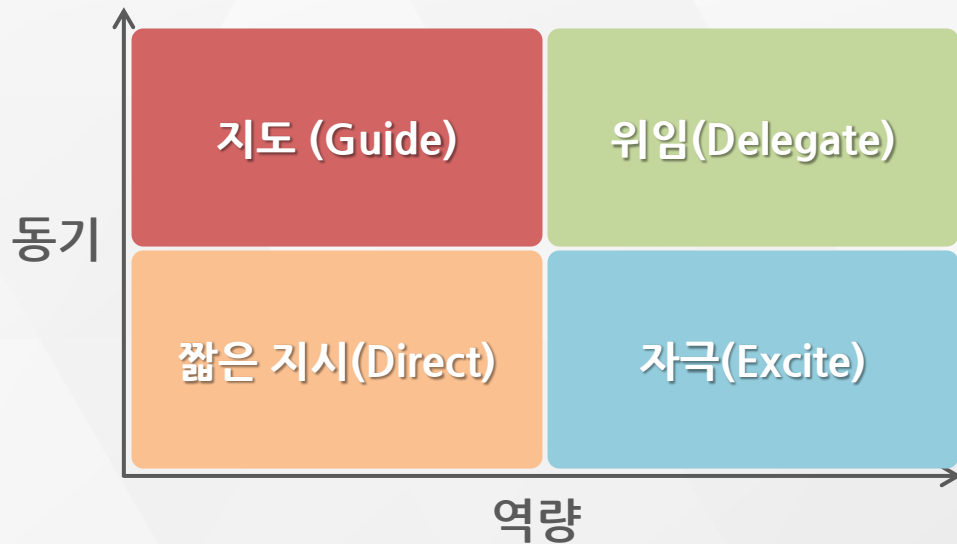 지도 (Guide)
위임(Delegate)
동기
짧은 지시(Direct)
자극(Excite)
역량